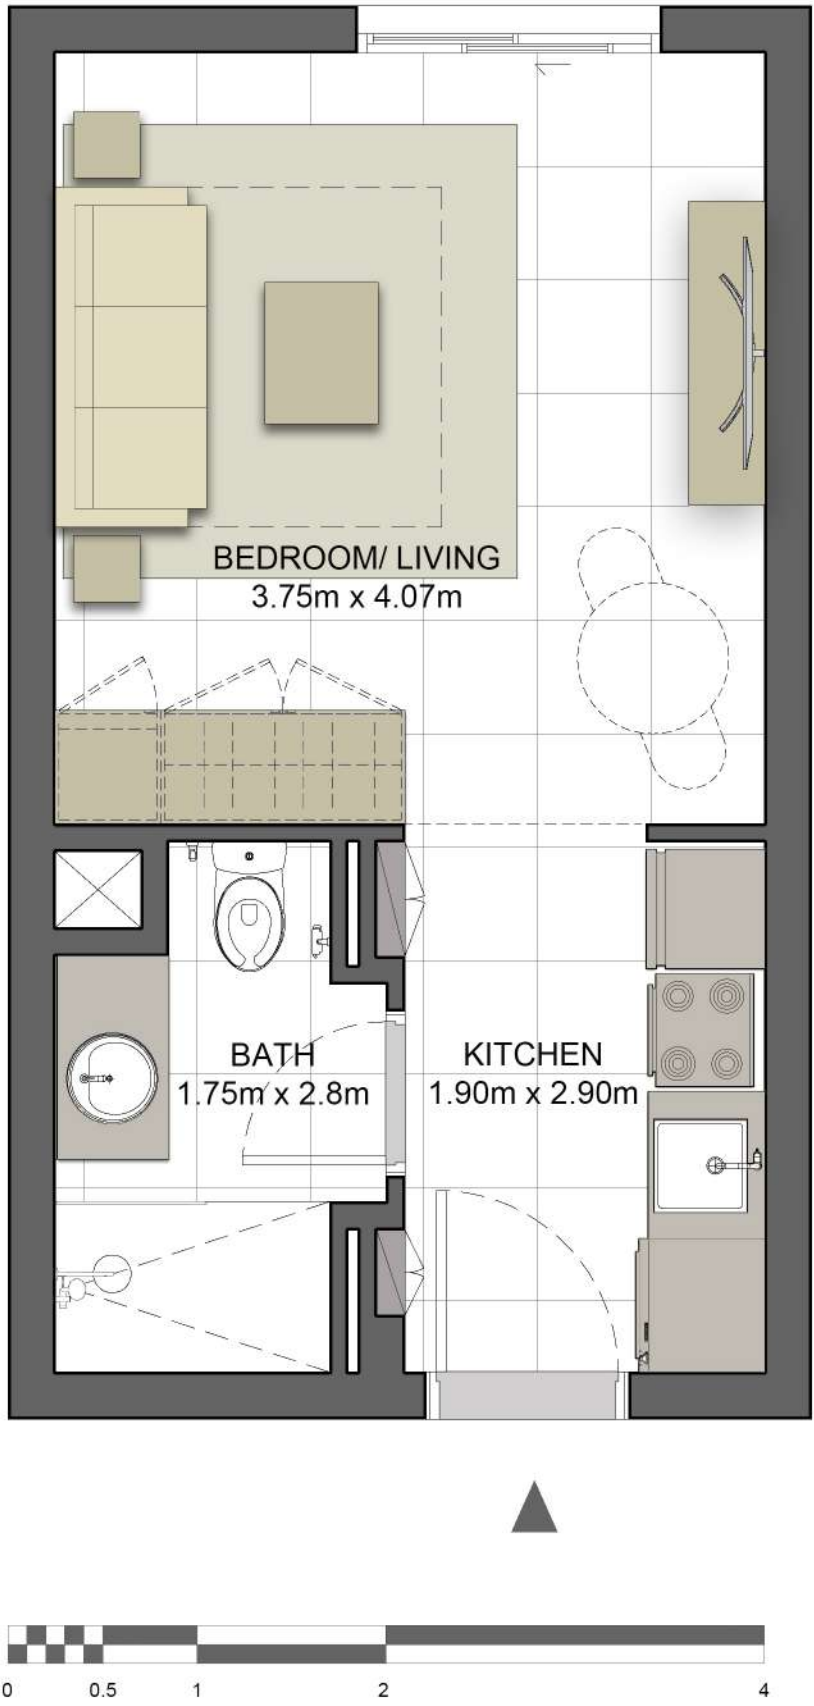 BEDROOM/ LIVING
3.75m x 4.07m
BATH
1.75m x 2.8m
KITCHEN
1.90m x 2.90m
0 0.5 1 2 4